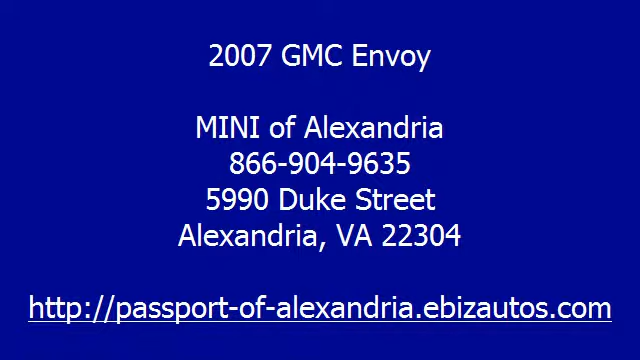 2007 GMC Envoy
MINI of Alexandria
866-904-9635
5990 Duke Street
Alexandria, VA 22304
http://passport-of-alexandria.ebizautos.com